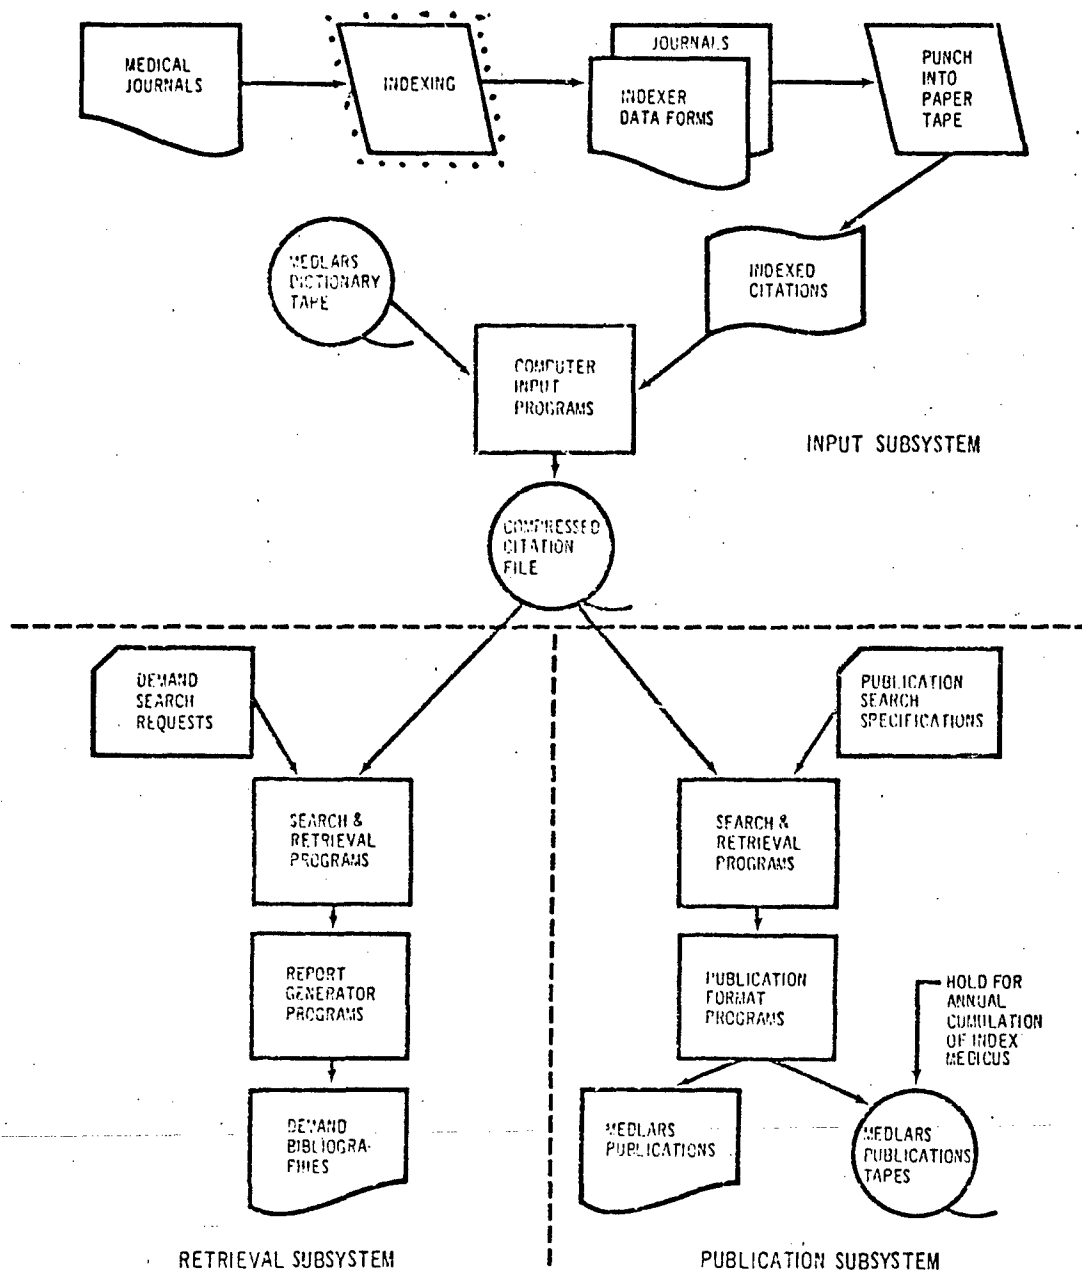 MEDICAL
JOURNALS
INDEXING
JOURNALS
INDEXER
DATA FORMS
PUNCH
INTO
PAPER
TAPE
MEDLARS
DICTIONARY
TAPE
INDEXED
CITATIONS
COMPUTER
INPUT
PROGRAMS
INPUT SUBSYSTEM
COMPRESSED
CITATION
FILE
DEMAND
SEARCH
REQUESTS
PUBLICATION
SEARCH
SPECIFICATIONS
SEARCH &
RETRIEVAL
PROGRAMS
SEARCH &
RETRIEVAL
PROGRAMS
REPORT
GENERATOR
PROGRAMS
PUBLICATION
FORMAT
PROGRAMS
HOLD FOR
ANNUAL
CUMULATION
OF INDEX
MEDICUS
DEMAND
BIBLIOGRA-
PHIES
MEDLARS
PUBLICATIONS
MEDLARS
PUBLICATIONS
TAPES
RETRIEVAL SUBSYSTEM
PUBLICATION SUBSYSTEM